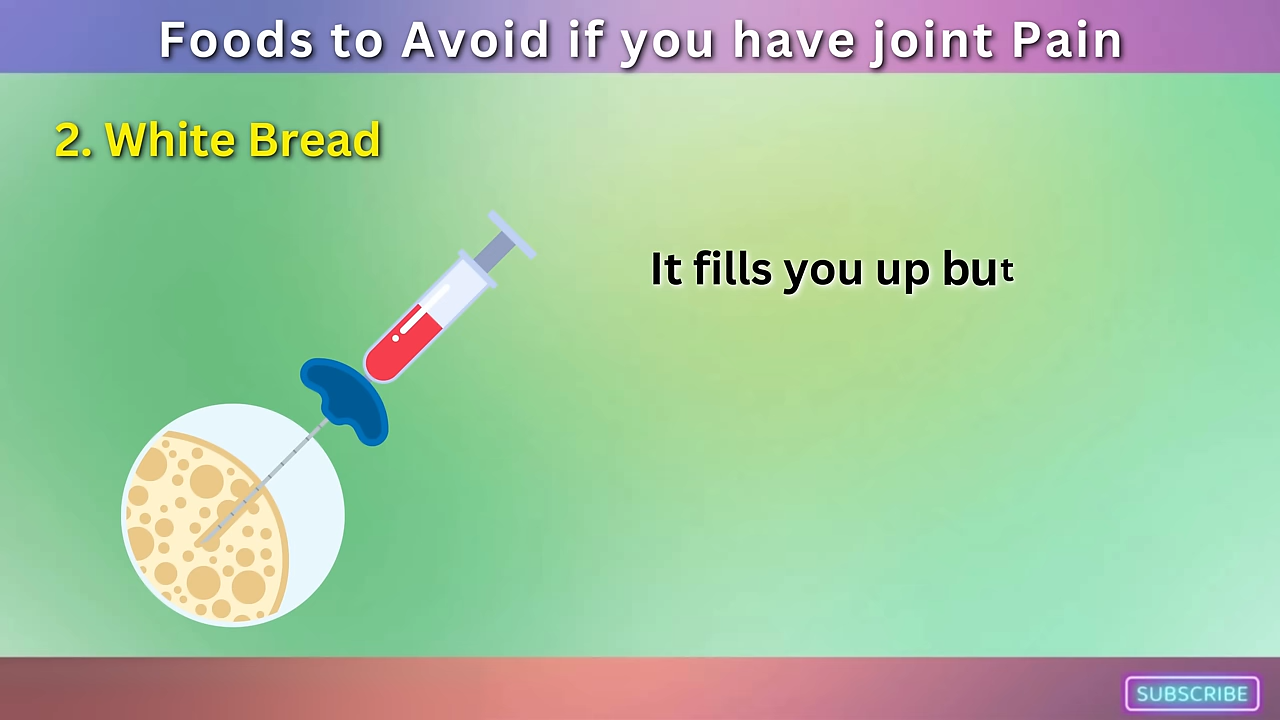 Foods to Avoid if you have joint Pain
2. White Bread
It fills you up but
SUBSCRIBE